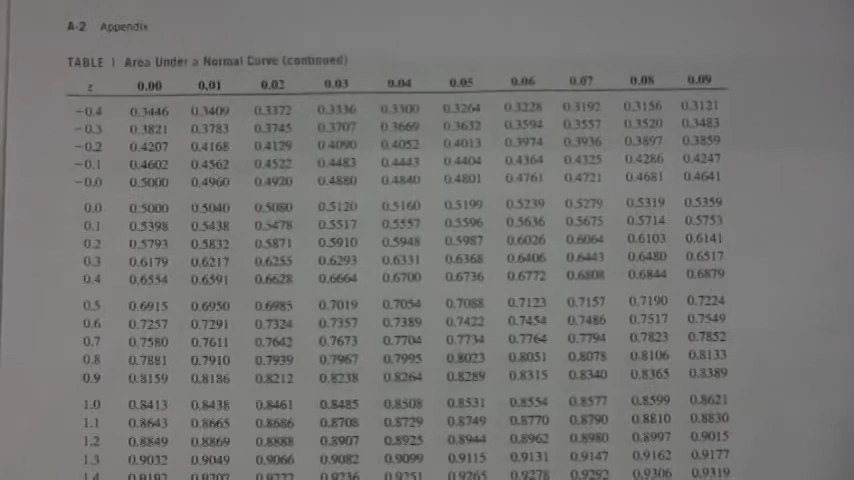 A-2 Appendix
TABLE I Area Under a Normal Curve (continued)
z 0.00 0.01 0.02 0.03 0.04 0.05 0.06 0.07 0.08 0.09
-0.4 0.3446 0.3409 0.3372 0.3336 0.3300 0.3264 0.3228 0.3192 0.3156 0.3121
-0.3 0.3821 0.3783 0.3745 0.3707 0.3669 0.3632 0.3594 0.3557 0.3520 0.3483
-0.2 0.4207 0.4168 0.4129 0.4090 0.4052 0.4013 0.3974 0.3936 0.3897 0.3859
-0.1 0.4602 0.4562 0.4522 0.4483 0.4443 0.4404 0.4364 0.4325 0.4286 0.4247
-0.0 0.5000 0.4960 0.4920 0.4880 0.4840 0.4801 0.4761 0.4721 0.4681 0.4641
0.0 0.5000 0.5040 0.5080 0.5120 0.5160 0.5199 0.5239 0.5279 0.5319 0.5359
0.1 0.5398 0.5438 0.5478 0.5517 0.5557 0.5596 0.5636 0.5675 0.5714 0.5753
0.2 0.5793 0.5832 0.5871 0.5910 0.5948 0.5987 0.6026 0.6064 0.6103 0.6141
0.3 0.6179 0.6217 0.6255 0.6293 0.6331 0.6368 0.6406 0.6443 0.6480 0.6517
0.4 0.6554 0.6591 0.6628 0.6664 0.6700 0.6736 0.6772 0.6808 0.6844 0.6879
0.5 0.6915 0.6950 0.6985 0.7019 0.7054 0.7088 0.7123 0.7157 0.7190 0.7224
0.6 0.7257 0.7291 0.7324 0.7357 0.7389 0.7422 0.7454 0.7486 0.7517 0.7549
0.7 0.7580 0.7611 0.7642 0.7673 0.7704 0.7734 0.7764 0.7794 0.7823 0.7852
0.8 0.7881 0.7910 0.7939 0.7967 0.7995 0.8023 0.8051 0.8078 0.8106 0.8133
0.9 0.8159 0.8186 0.8212 0.8238 0.8264 0.8289 0.8315 0.8340 0.8365 0.8389
1.0 0.8413 0.8438 0.8461 0.8485 0.8508 0.8531 0.8554 0.8577 0.8599 0.8621
1.1 0.8643 0.8665 0.8686 0.8708 0.8729 0.8749 0.8770 0.8790 0.8810 0.8830
1.2 0.8849 0.8869 0.8888 0.8907 0.8925 0.8944 0.8962 0.8980 0.8997 0.9015
1.3 0.9032 0.9049 0.9066 0.9082 0.9099 0.9115 0.9131 0.9147 0.9162 0.9177
1.4 0.9192 0.9207 0.9222 0.9236 0.9251 0.9265 0.9278 0.9292 0.9306 0.9319